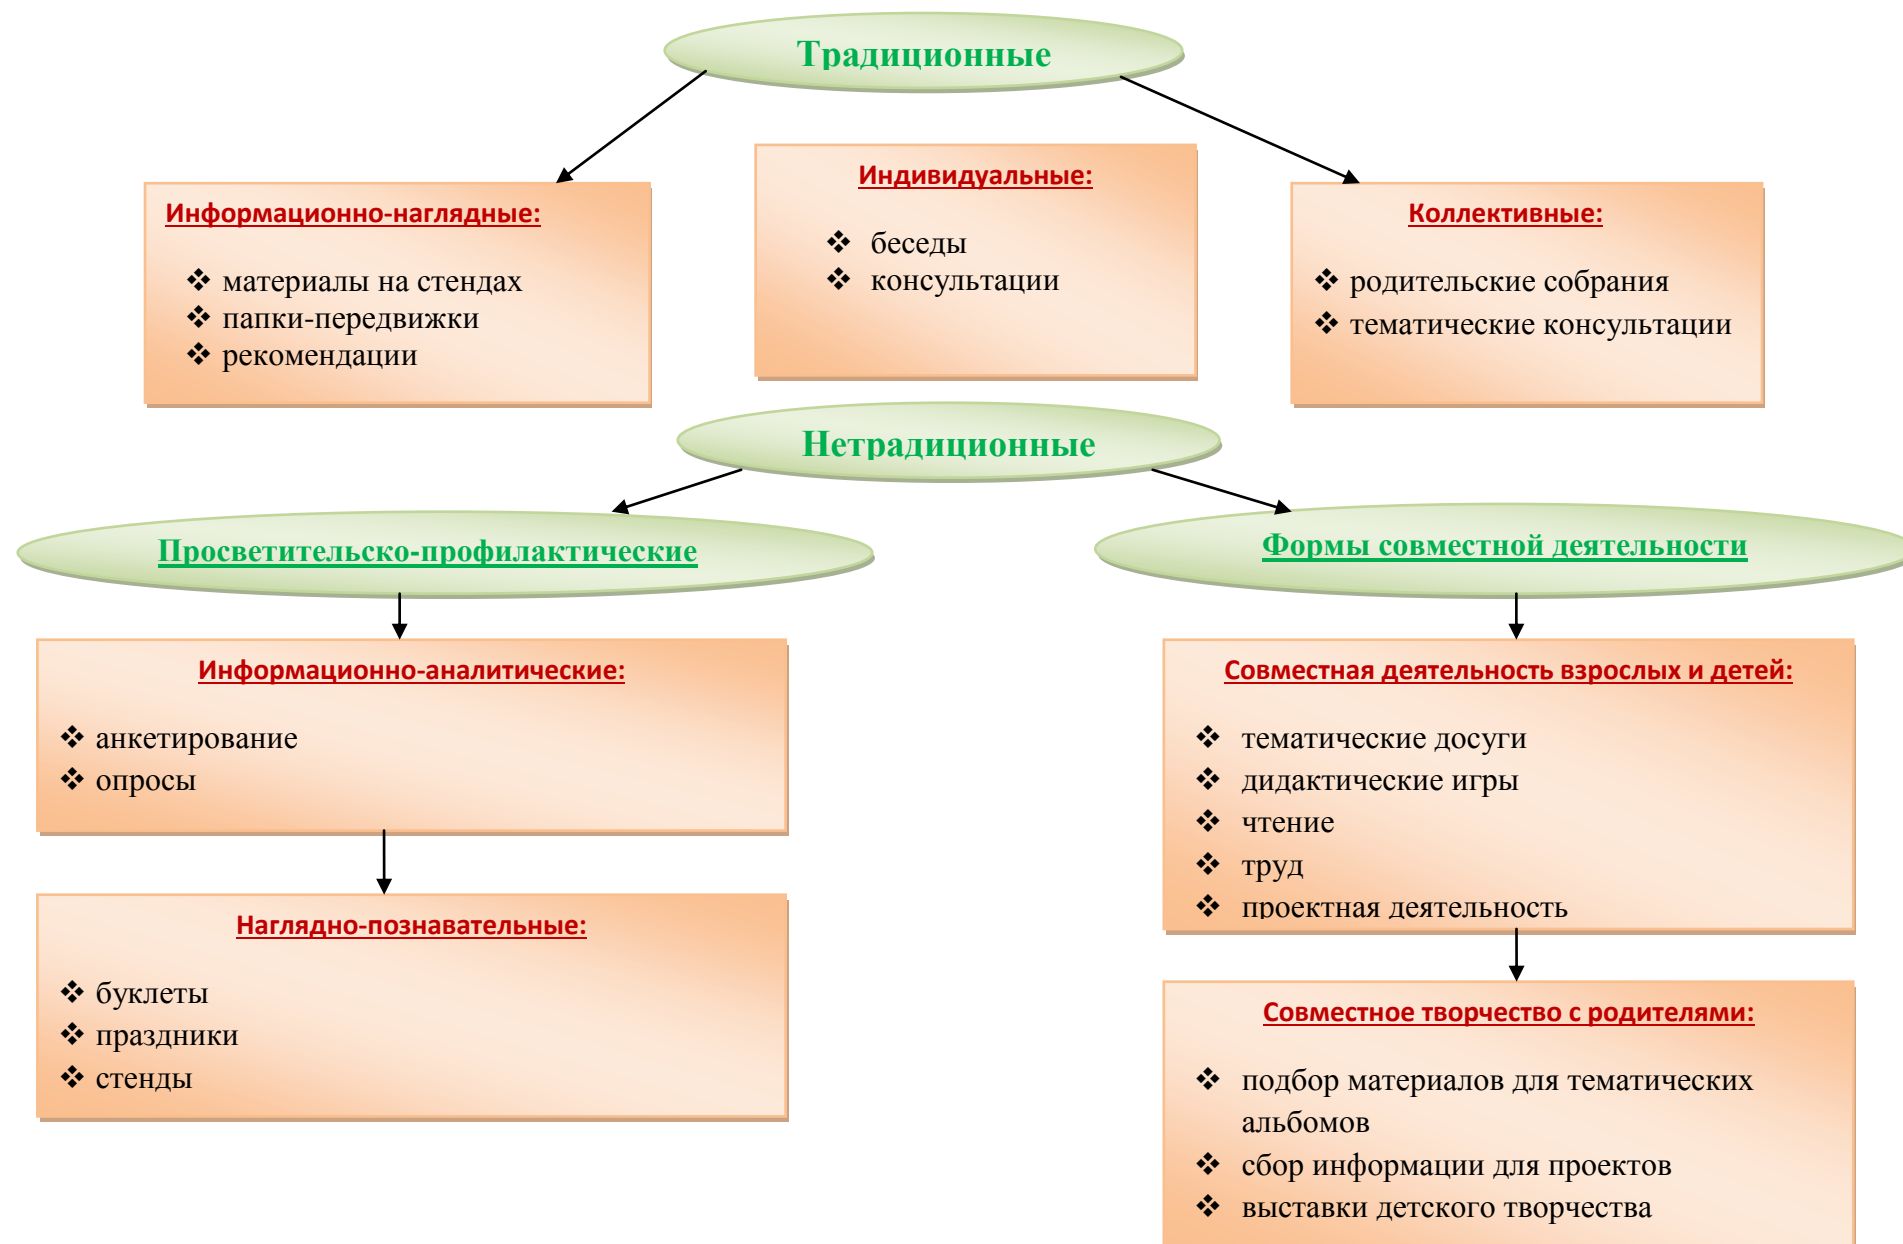 Традиционные
Информационно-наглядные:
❖ материалы на стендах
❖ папки-передвижки
❖ рекомендации
Индивидуальные:
❖ беседы
❖ консультации
Коллективные:
❖ родительские собрания
❖ тематические консультации
Нетрадиционные
Просветительско-профилактические
Формы совместной деятельности
Информационно-аналитические:
❖ анкетирование
❖ опросы
Наглядно-познавательные:
❖ буклеты
❖ праздники
❖ стенды
Совместная деятельность взрослых и детей:
❖ тематические досуги
❖ дидактические игры
❖ чтение
❖ труд
❖ проектная деятельность
Совместное творчество с родителями:
❖ подбор материалов для тематических
альбомов
❖ сбор информации для проектов
❖ выставки детского творчества